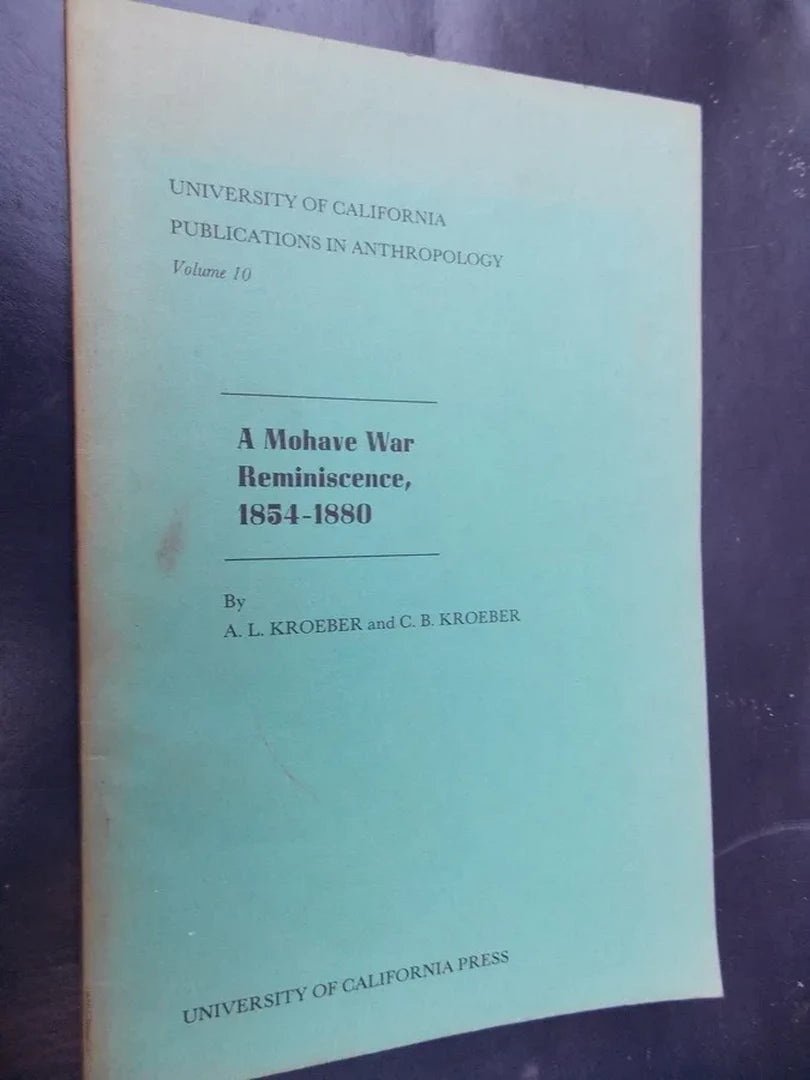 UNIVERSITY OF CALIFORNIA
PUBLICATIONS IN ANTHROPOLOGY
Volume 10
A Mohave War
Reminiscence,
1854-1880
By
A. L. KROEBER and C. B. KROEBER
UNIVERSITY OF CALIFORNIA PRESS